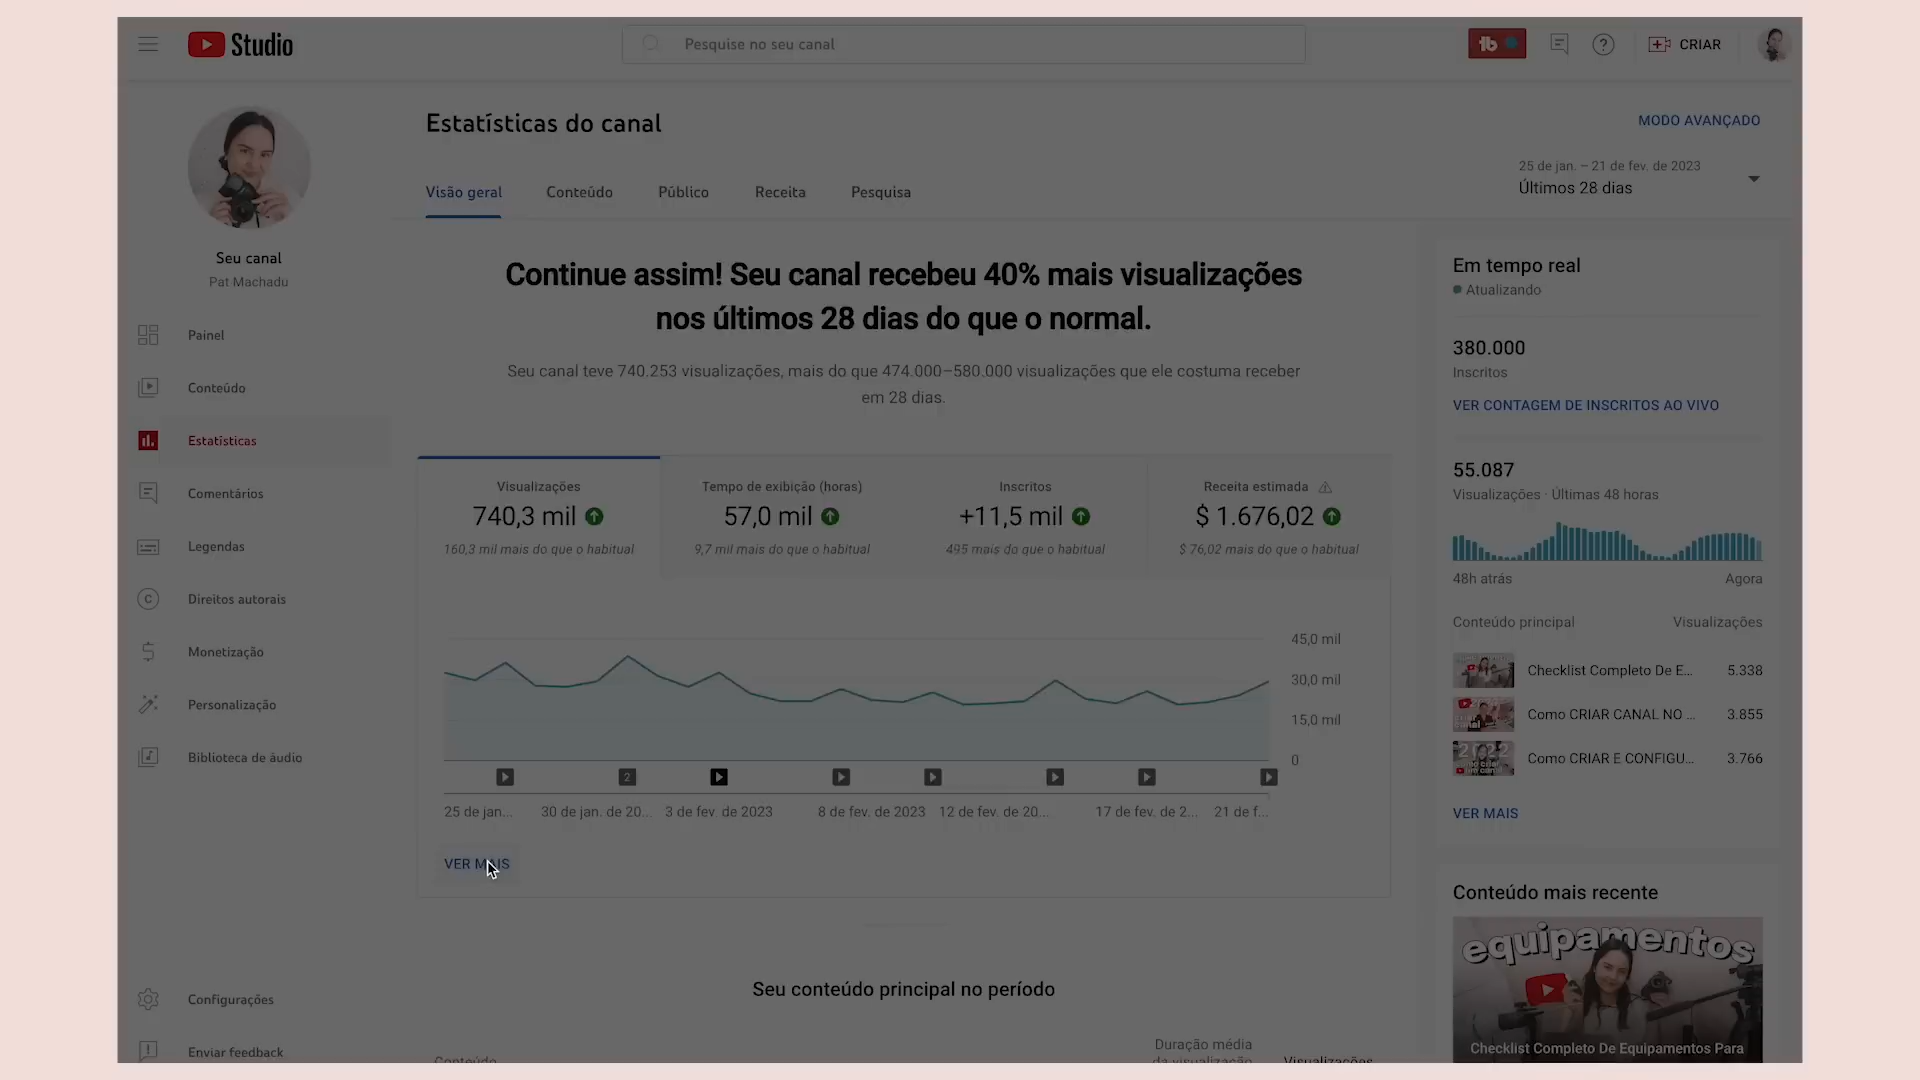 Studio
Pesquise no seu canal
CRIAR
Estatísticas do canal
MODO AVANÇADO
25 de jan. – 21 de fev. de 2023
Últimos 28 dias
Visão geral
Conteúdo
Público
Receita
Pesquisa
Seu canal
Pat Machadu
Painel
Conteúdo
Estatísticas
Comentários
Legendas
Direitos autorais
Monetização
Personalização
Biblioteca de áudio
Configurações
Enviar feedback
Continue assim! Seu canal recebeu 40% mais visualizações
nos últimos 28 dias do que o normal.
Seu canal teve 740.253 visualizações, mais do que 474.000–580.000 visualizações que ele costuma receber
em 28 dias.
Visualizações
740,3 mil
160,3 mil mais do que o habitual
Tempo de exibição (horas)
57,0 mil
9,7 mil mais do que o habitual
Inscritos
+11,5 mil
495 mais do que o habitual
Receita estimada
$ 1.676,02
$ 76,02 mais do que o habitual
45,0 mil
30,0 mil
15,0 mil
0
2
25 de jan...
30 de jan. de 20...
3 de fev. de 2023
8 de fev. de 2023
12 de fev. de 20...
17 de fev. de 2...
21 de f...
VER MAIS
Seu conteúdo principal no período
Conteúdo
Duração média
da visualização
Visualizações
Em tempo real
Atualizando
380.000
Inscritos
VER CONTAGEM DE INSCRITOS AO VIVO
55.087
Visualizações · Últimas 48 horas
48h atrás
Agora
Conteúdo principal
Visualizações
Checklist Completo De E...
5.338
Como CRIAR CANAL NO ...
3.855
Como CRIAR E CONFIGU...
3.766
VER MAIS
Conteúdo mais recente
equipamentos
Checklist Completo De Equipamentos Para